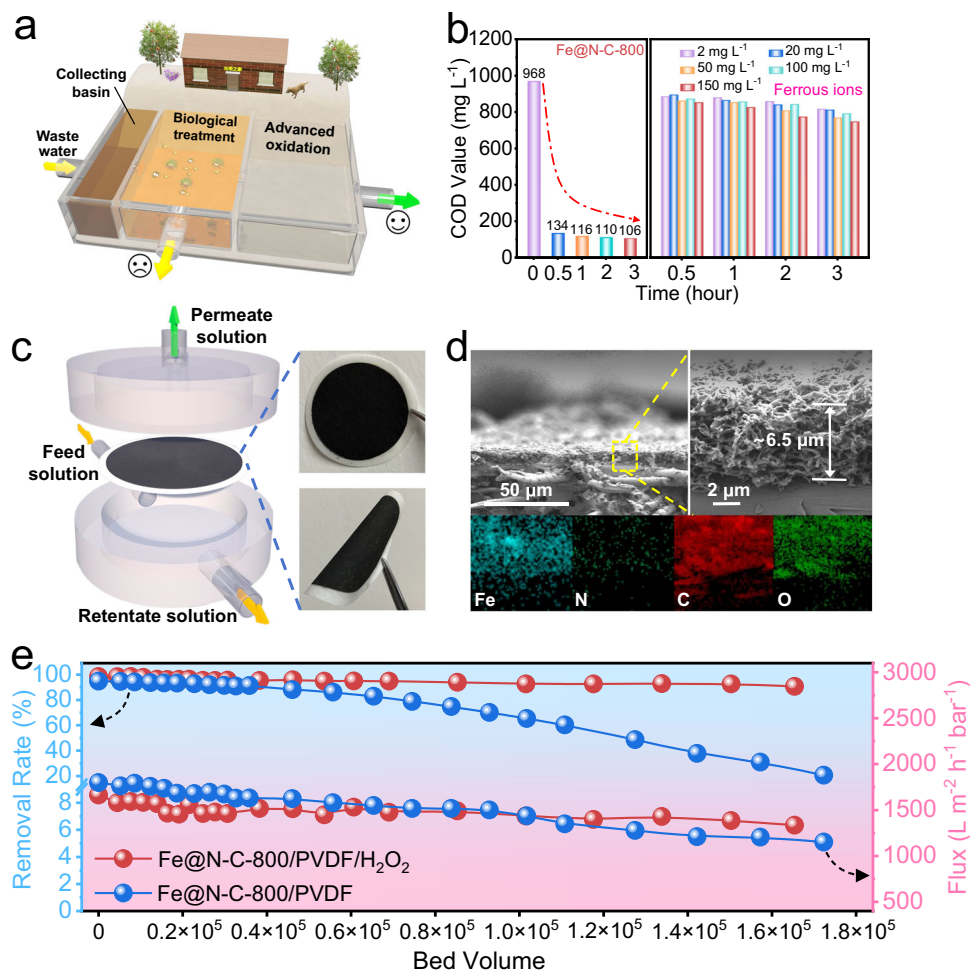 a
Collecting
basin
Waste
water
Biological
treatment
Advanced
oxidation
b
COD Value (mg L⁻¹)
1200
1000
800
600
400
200
0
Fe@N-C-800
968
134
116
110
106
0
0.5
1
2
3
2 mg L⁻¹
20 mg L⁻¹
50 mg L⁻¹
100 mg L⁻¹
150 mg L⁻¹
Ferrous ions
0.5
1
2
3
Time (hour)
c
Permeate
solution
Feed
solution
Retentate solution
d
50 µm
~6.5 µm
2 µm
Fe
N
C
O
e
Removal Rate (%)
100
80
60
40
20
8
6
4
2
0
Fe@N-C-800/PVDF/H₂O₂
Fe@N-C-800/PVDF
3000
2500
2000
1500
1000
500
Flux (L m⁻² h⁻¹ bar⁻¹)
0
0.2×10⁵
0.4×10⁵
0.6×10⁵
0.8×10⁵
1.0×10⁵
1.2×10⁵
1.4×10⁵
1.6×10⁵
1.8×10⁵
Bed Volume